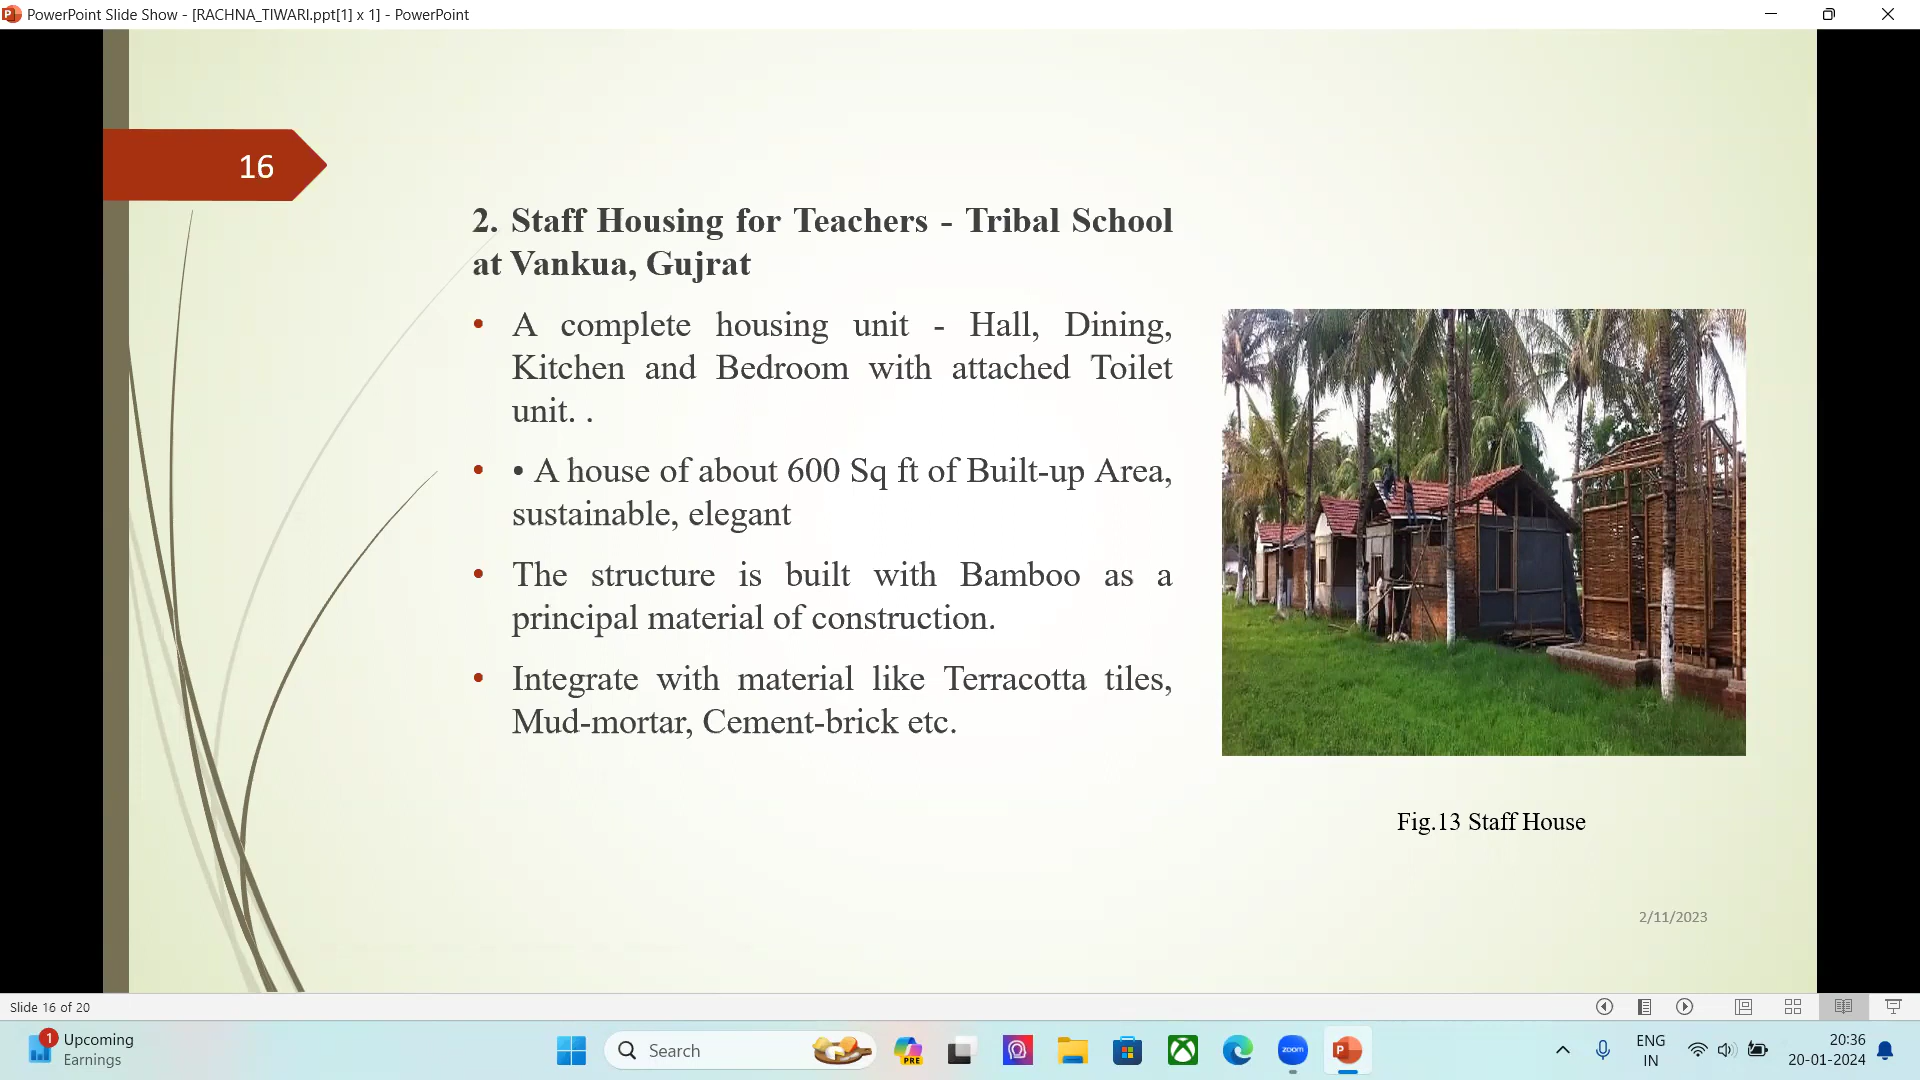 PowerPoint Slide Show - [RACHNA_TIWARI.ppt[1] x 1] - PowerPoint
16
2. Staff Housing for Teachers - Tribal School
at Vankua, Gujrat
• A complete housing unit - Hall, Dining,
Kitchen and Bedroom with attached Toilet
unit. .
• • A house of about 600 Sq ft of Built-up Area,
sustainable, elegant
• The structure is built with Bamboo as a
principal material of construction.
• Integrate with material like Terracotta tiles,
Mud-mortar, Cement-brick etc.
Fig.13 Staff House
2/11/2023
Slide 16 of 20
1
Upcoming
Earnings
Search
PRE
zoom
P
ENG
IN
20:36
20-01-2024